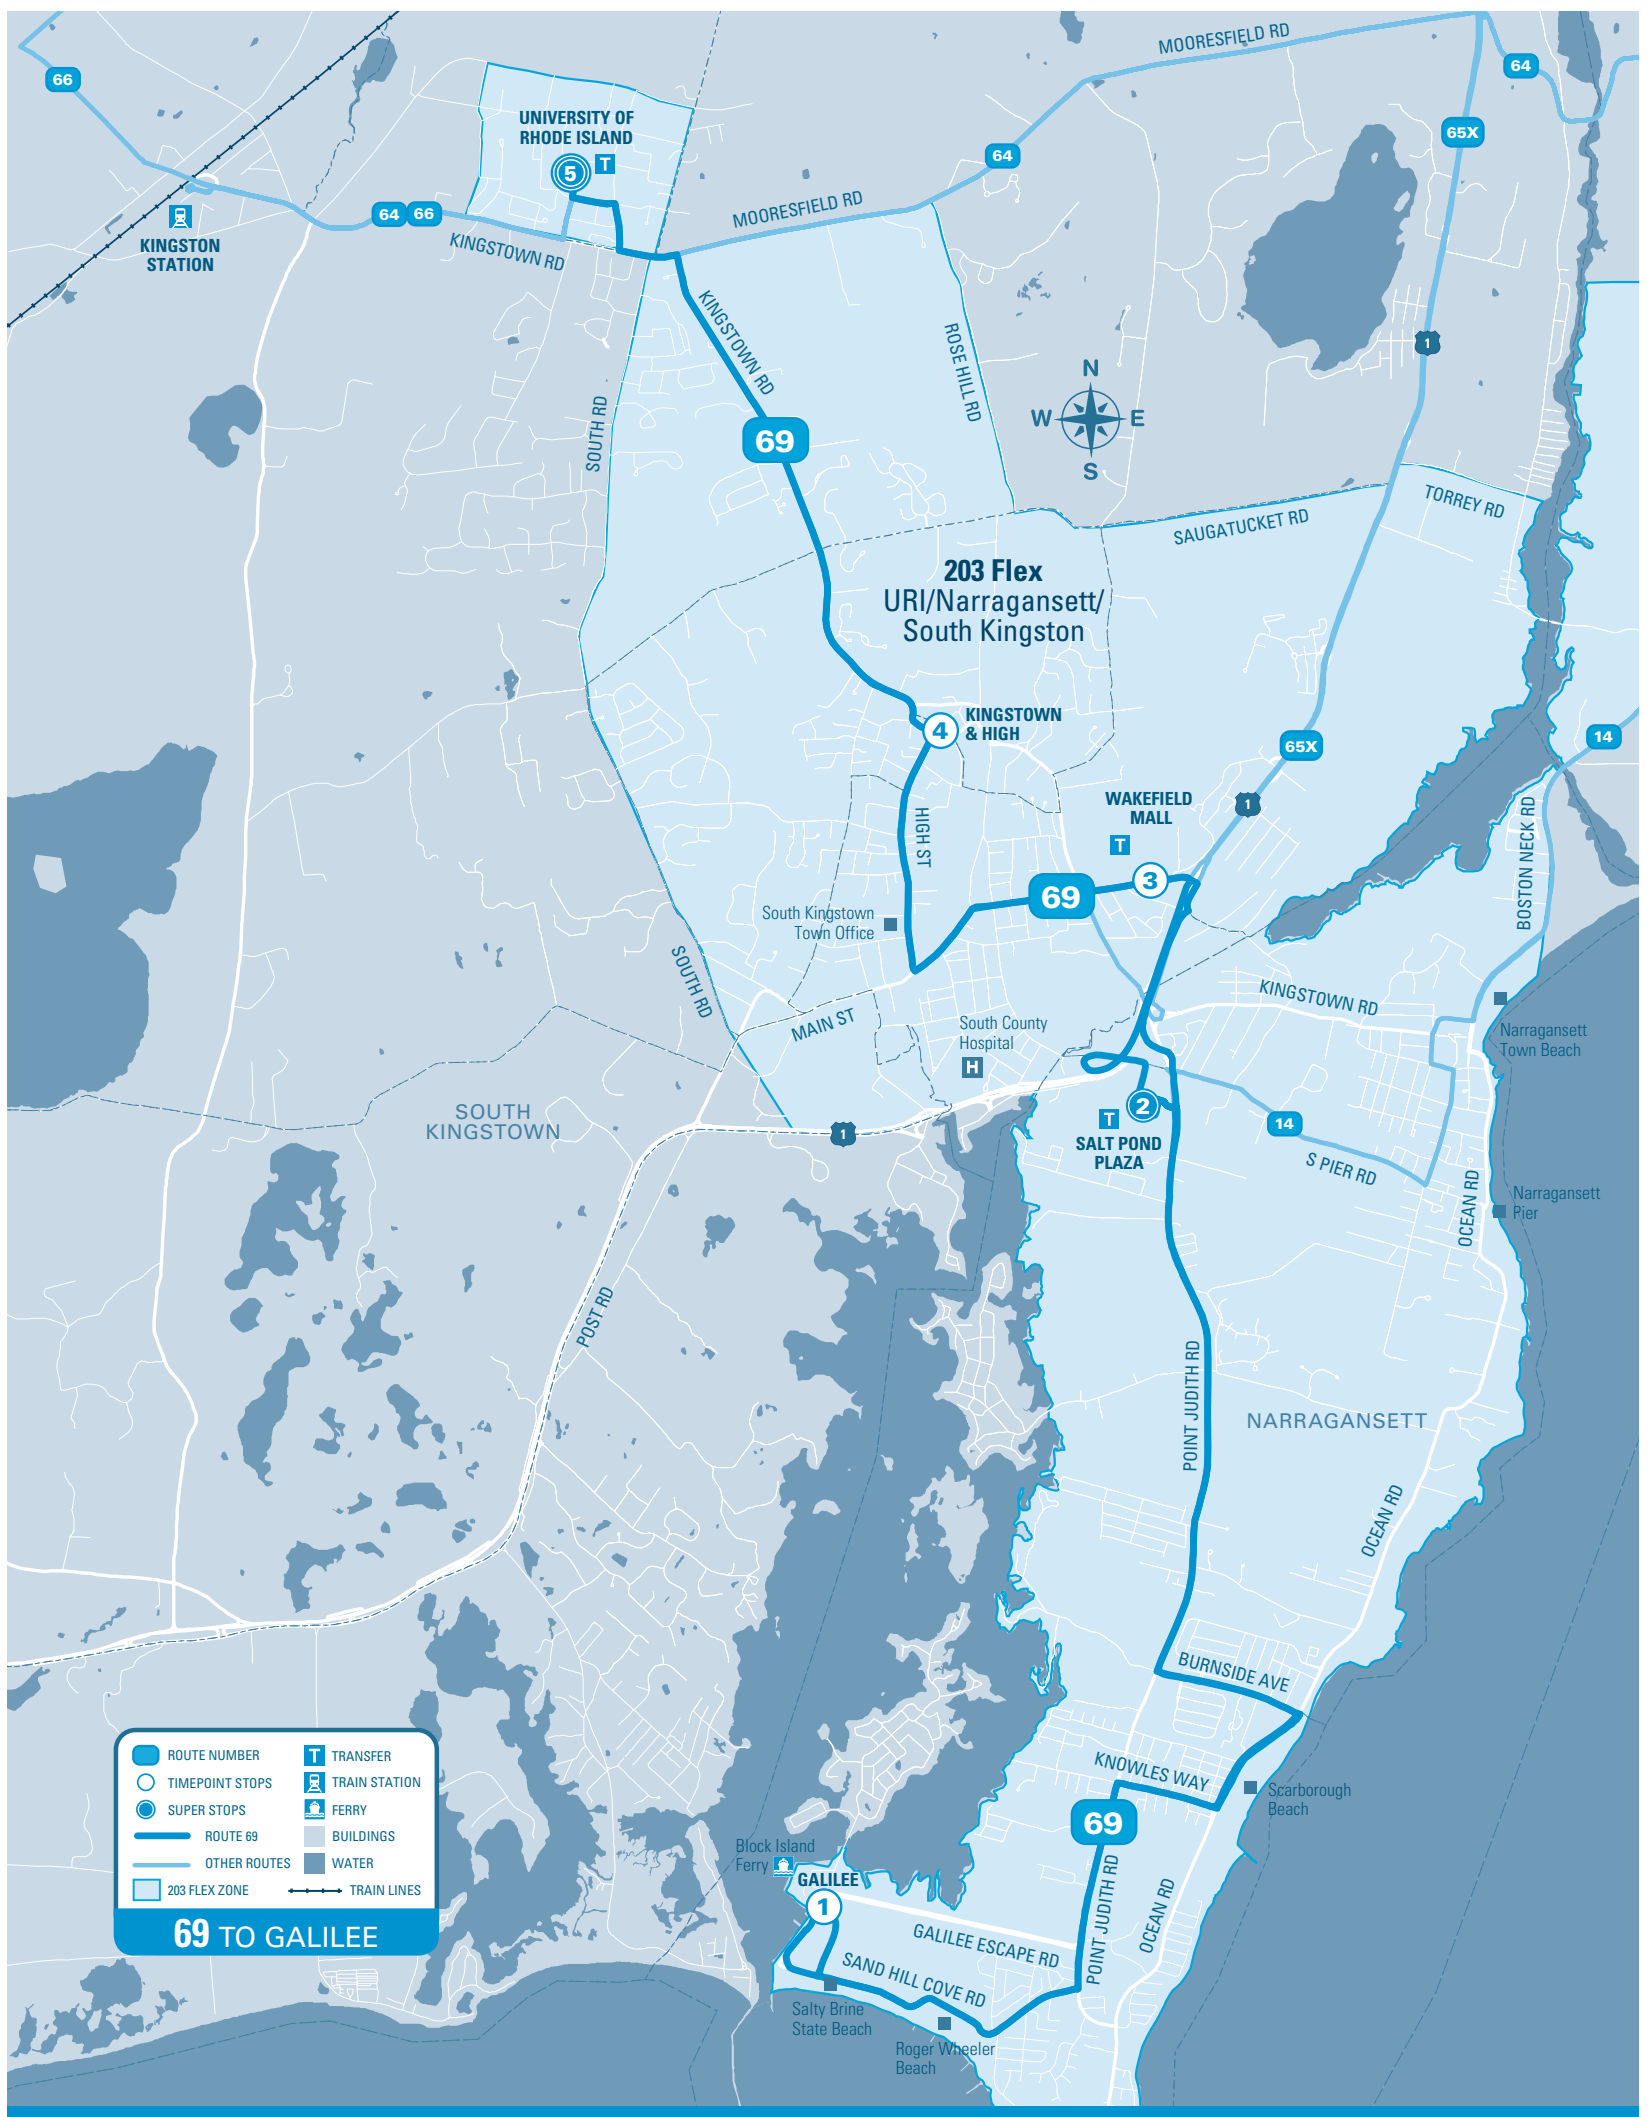 MOORESFIELD RD
66
64
UNIVERSITY OF
RHODE ISLAND
5
T
65X
64
MOORESFIELD RD
64
66
KINGSTOWN RD
KINGSTON
STATION
KINGSTOWN RD
ROSE HILL RD
1
N
W
E
S
SOUTH RD
69
TORREY RD
SAUGATUCKET RD
203 Flex
URI/Narragansett/
South Kingston
4
KINGSTOWN
& HIGH
65X
14
WAKEFIELD
MALL
T
1
HIGH ST
BOSTON NECK RD
3
69
South Kingstown
Town Office
SOUTH RD
KINGSTOWN RD
MAIN ST
South County
Hospital
H
Narragansett
Town Beach
SOUTH
KINGSTOWN
1
T
2
SALT POND
PLAZA
14
S PIER RD
OCEAN RD
Narragansett
Pier
POST RD
POINT JUDITH RD
NARRAGANSETT
OCEAN RD
BURNSIDE AVE
KNOWLES WAY
Scarborough
Beach
69
Block Island
Ferry
GALILEE
1
POINT JUDITH RD
OCEAN RD
GALILEE ESCAPE RD
SAND HILL COVE RD
Salty Brine
State Beach
Roger Wheeler
Beach
ROUTE NUMBER
TIMEPOINT STOPS
SUPER STOPS
ROUTE 69
OTHER ROUTES
203 FLEX ZONE
T TRANSFER
TRAIN STATION
FERRY
BUILDINGS
WATER
TRAIN LINES
69 TO GALILEE